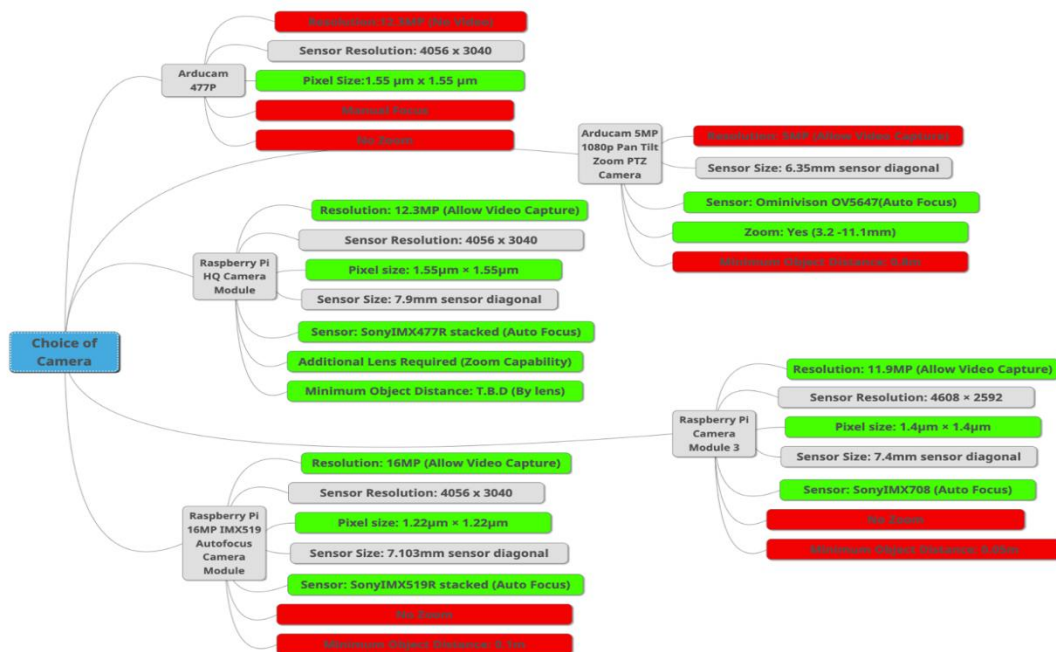 Choice of
Camera
Arducam
477P
Resolution: 12.3MP (No Video)
Sensor Resolution: 4056 x 3040
Pixel Size:1.55 µm x 1.55 µm
Manual Focus
No Zoom
Arducam 5MP
1080p Pan Tilt
Zoom PTZ
Camera
Resolution: 5MP (Allow Video Capture)
Sensor Size: 6.35mm sensor diagonal
Sensor: Ominivison OV5647(Auto Focus)
Zoom: Yes (3.2 -11.1mm)
Minimum Object Distance: 0.8m
Raspberry Pi
HQ Camera
Module
Resolution: 12.3MP (Allow Video Capture)
Sensor Resolution: 4056 x 3040
Pixel size: 1.55µm × 1.55µm
Sensor Size: 7.9mm sensor diagonal
Sensor: SonyIMX477R stacked (Auto Focus)
Additional Lens Required (Zoom Capability)
Minimum Object Distance: T.B.D (By lens)
Raspberry Pi
Camera
Module 3
Resolution: 11.9MP (Allow Video Capture)
Sensor Resolution: 4608 × 2592
Pixel size: 1.4µm × 1.4µm
Sensor Size: 7.4mm sensor diagonal
Sensor: SonyIMX708 (Auto Focus)
No Zoom
Minimum Object Distance:
Raspberry Pi
16MP IMX519
Autofocus
Camera
Module
Resolution: 16MP (Allow Video Capture)
Sensor Resolution: 4056 x 3040
Pixel size: 1.22µm × 1.22µm
Sensor Size: 7.103mm sensor diagonal
Sensor: SonyIMX519R stacked (Auto Focus)
No Zoom
Minimum Object Distance: